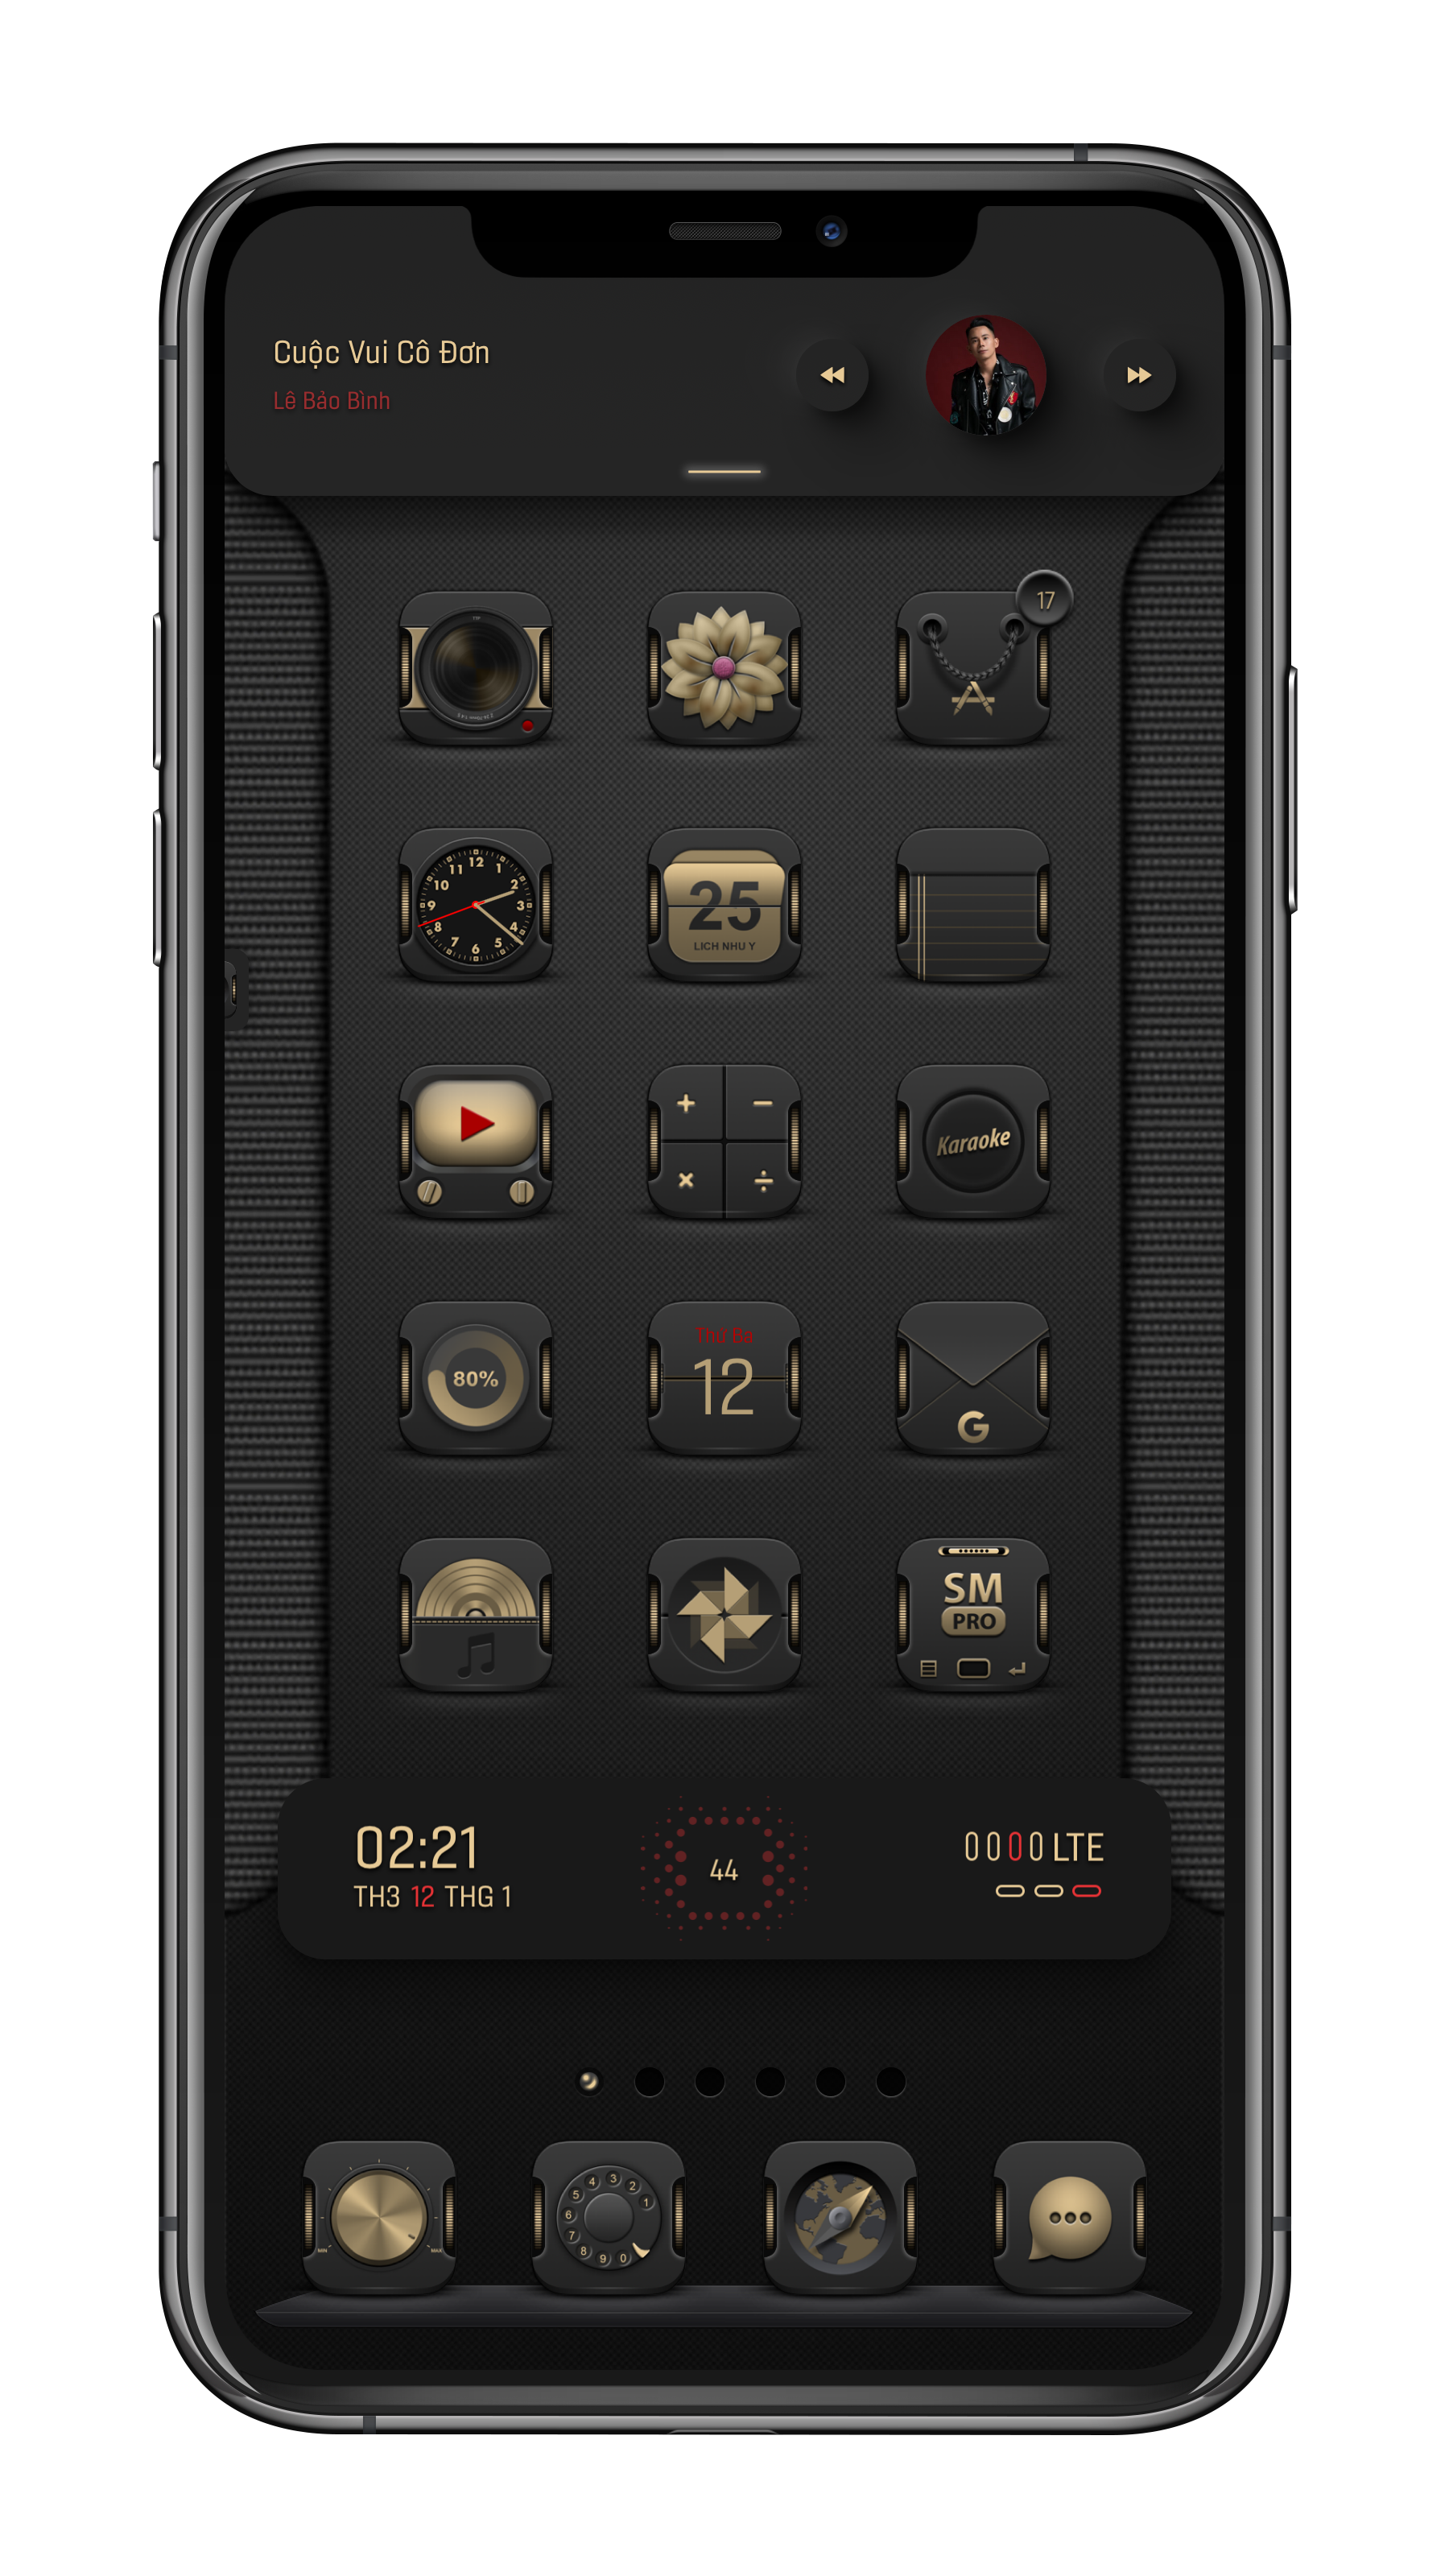 Cuộc Vui Cô Đơn
Lê Bảo Bình
17
12
1
2
3
4
5
6
7
8
9
10
11
25
LICH NHU Y
+ −
× ÷
Karaoke
80%
Thứ Ba
12
G
SM
PRO
02:21
TH3 12 THG 1
44
0000 LTE
MIN
MAX
1
2
3
4
5
6
7
8
9
0